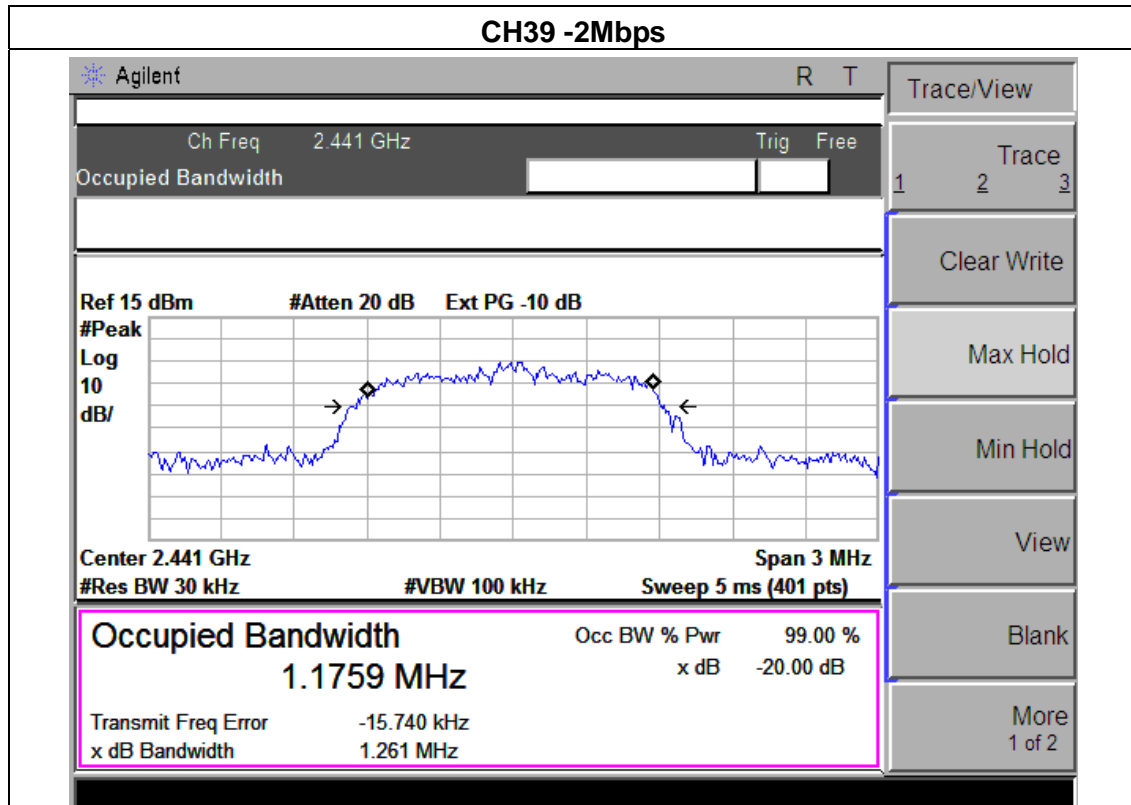 CH39 -2Mbps
Agilent R T
Ch Freq 2.441 GHz Trig Free
Occupied Bandwidth
Ref 15 dBm #Atten 20 dB Ext PG -10 dB
#Peak
Log
10
dB/
Center 2.441 GHz Span 3 MHz
#Res BW 30 kHz #VBW 100 kHz Sweep 5 ms (401 pts)
Occupied Bandwidth Occ BW % Pwr 99.00 %
1.1759 MHz x dB -20.00 dB
Transmit Freq Error -15.740 kHz
x dB Bandwidth 1.261 MHz
Trace/View
Trace
1 2 3
Clear Write
Max Hold
Min Hold
View
Blank
More
1 of 2